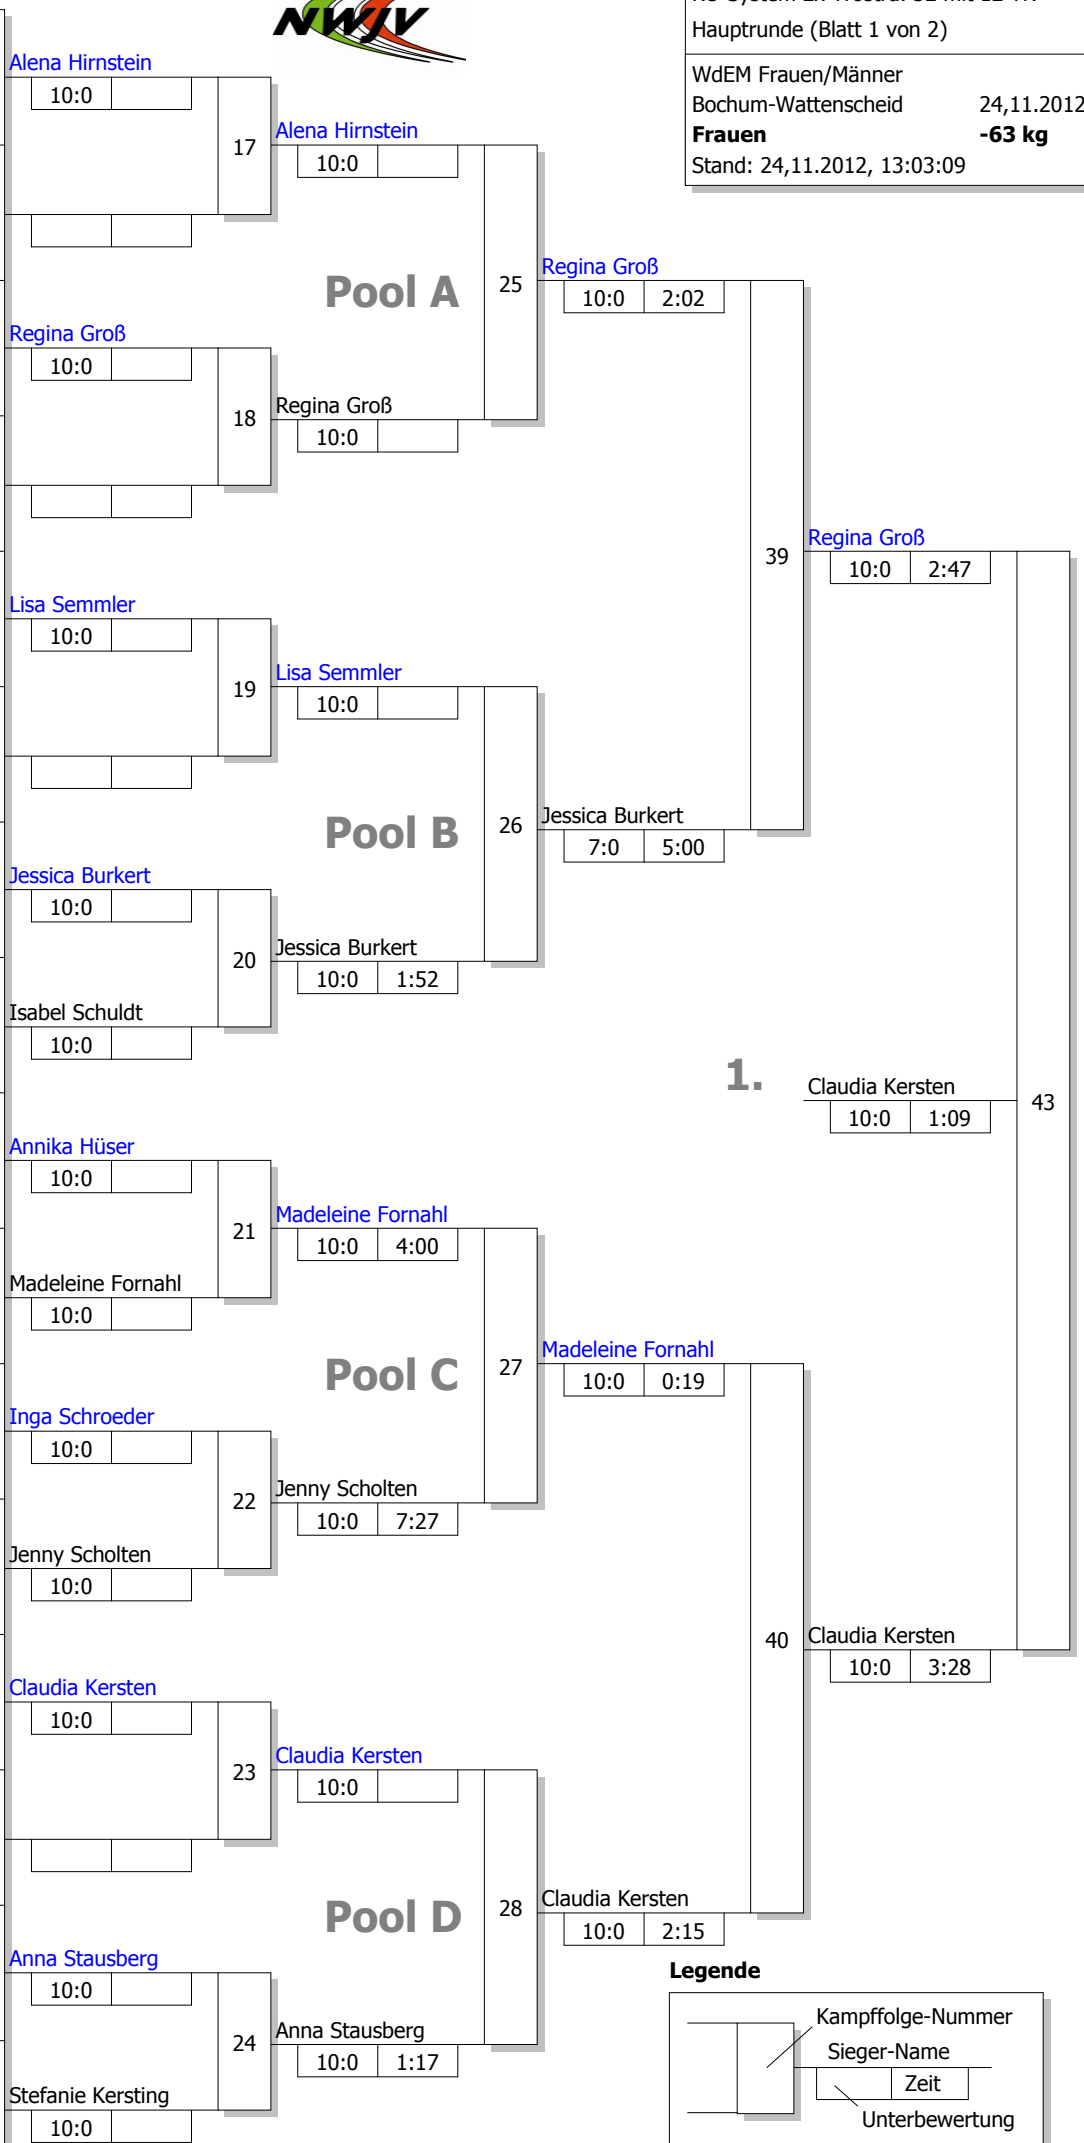 NWJV
Hauptrunde (Blatt 1 von 2)
WdEM Frauen/Männer
Bochum-Wattenscheid 24,11.2012
Frauen -63 kg
Stand: 24,11.2012, 13:03:09
Alena Hirnstein
10:0
17
Alena Hirnstein
10:0
Pool A
25
Regina Groß
10:0 2:02
Regina Groß
10:0
18
Regina Groß
10:0
39
Regina Groß
10:0 2:47
Lisa Semmler
10:0
19
Lisa Semmler
10:0
Pool B
26
Jessica Burkert
7:0 5:00
Jessica Burkert
10:0
20
Jessica Burkert
10:0 1:52
Isabel Schuldt
10:0
1.
Claudia Kersten
10:0 1:09
43
Annika Hüser
10:0
21
Madeleine Fornahl
10:0 4:00
Madeleine Fornahl
10:0
Pool C
27
Madeleine Fornahl
10:0 0:19
Inga Schroeder
10:0
22
Jenny Scholten
10:0 7:27
Jenny Scholten
10:0
40
Claudia Kersten
10:0 3:28
Claudia Kersten
10:0
23
Claudia Kersten
10:0
Pool D
28
Claudia Kersten
10:0 2:15
Anna Stausberg
10:0
24
Anna Stausberg
10:0 1:17
Stefanie Kersting
10:0
Legende
Kampffolge-Nummer
Sieger-Name
Zeit
Unterbewertung